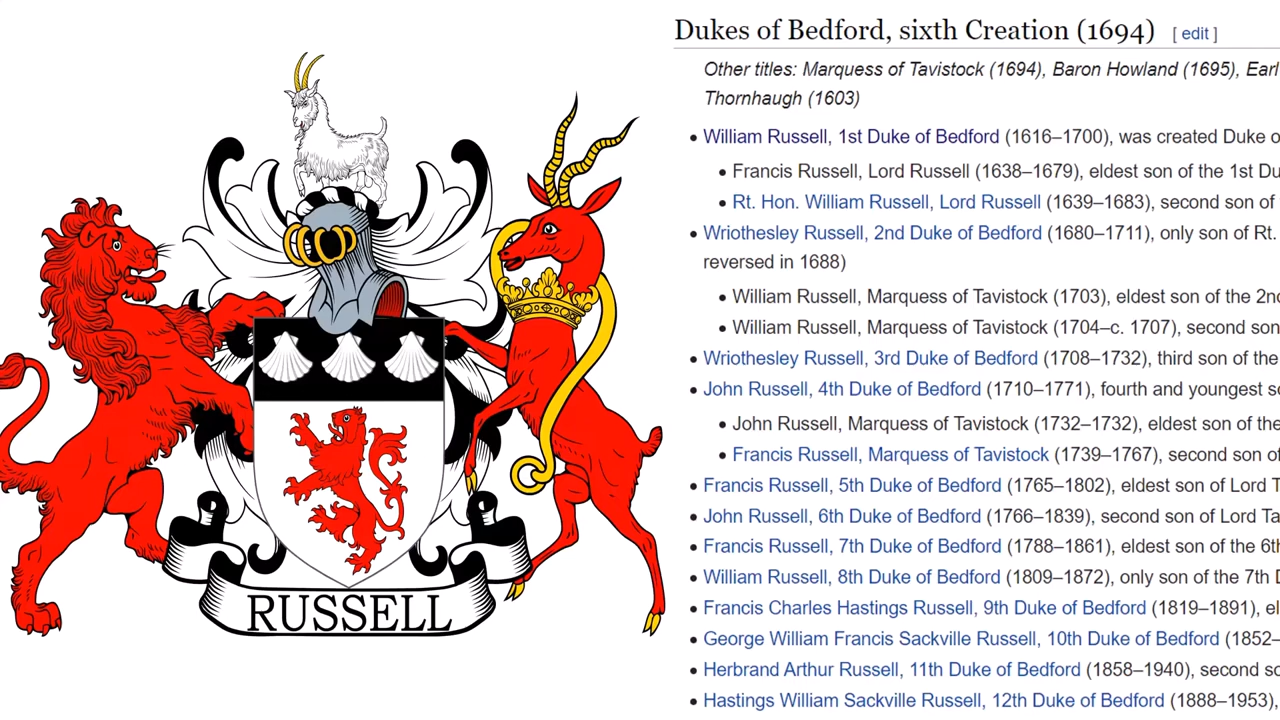 Dukes of Bedford, sixth Creation (1694) [ edit ]
Other titles: Marquess of Tavistock (1694), Baron Howland (1695), Earl
Thornhaugh (1603)
• William Russell, 1st Duke of Bedford (1616–1700), was created Duke o
• Francis Russell, Lord Russell (1638–1679), eldest son of the 1st Du
• Rt. Hon. William Russell, Lord Russell (1639–1683), second son of
• Wriothesley Russell, 2nd Duke of Bedford (1680–1711), only son of Rt.
reversed in 1688)
• William Russell, Marquess of Tavistock (1703), eldest son of the 2nd
• William Russell, Marquess of Tavistock (1704–c. 1707), second son
• Wriothesley Russell, 3rd Duke of Bedford (1708–1732), third son of the
• John Russell, 4th Duke of Bedford (1710–1771), fourth and youngest s
• John Russell, Marquess of Tavistock (1732–1732), eldest son of the
• Francis Russell, Marquess of Tavistock (1739–1767), second son of
• Francis Russell, 5th Duke of Bedford (1765–1802), eldest son of Lord T
• John Russell, 6th Duke of Bedford (1766–1839), second son of Lord Ta
• Francis Russell, 7th Duke of Bedford (1788–1861), eldest son of the 6th
• William Russell, 8th Duke of Bedford (1809–1872), only son of the 7th D
• Francis Charles Hastings Russell, 9th Duke of Bedford (1819–1891), el
• George William Francis Sackville Russell, 10th Duke of Bedford (1852–
• Herbrand Arthur Russell, 11th Duke of Bedford (1858–1940), second so
• Hastings William Sackville Russell, 12th Duke of Bedford (1888–1953),
RUSSELL